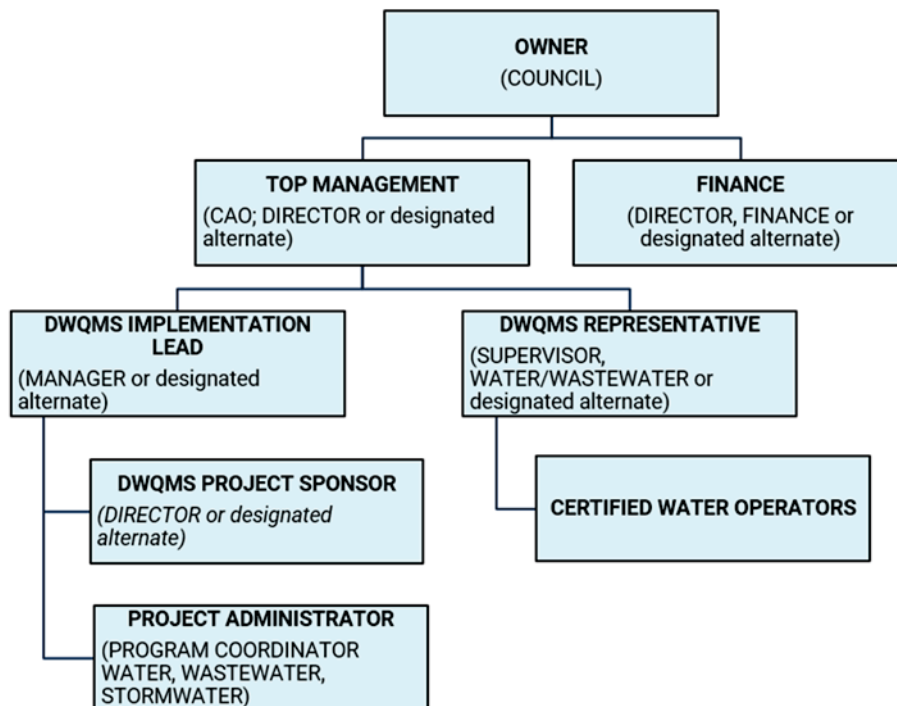 OWNER
(COUNCIL)
TOP MANAGEMENT
(CAO; DIRECTOR or designated
alternate)
FINANCE
(DIRECTOR, FINANCE or
designated alternate)
DWQMS IMPLEMENTATION
LEAD
(MANAGER or designated
alternate)
DWQMS REPRESENTATIVE
(SUPERVISOR,
WATER/WASTEWATER or
designated alternate)
DWQMS PROJECT SPONSOR
(DIRECTOR or designated
alternate)
CERTIFIED WATER OPERATORS
PROJECT ADMINISTRATOR
(PROGRAM COORDINATOR
WATER, WASTEWATER,
STORMWATER)